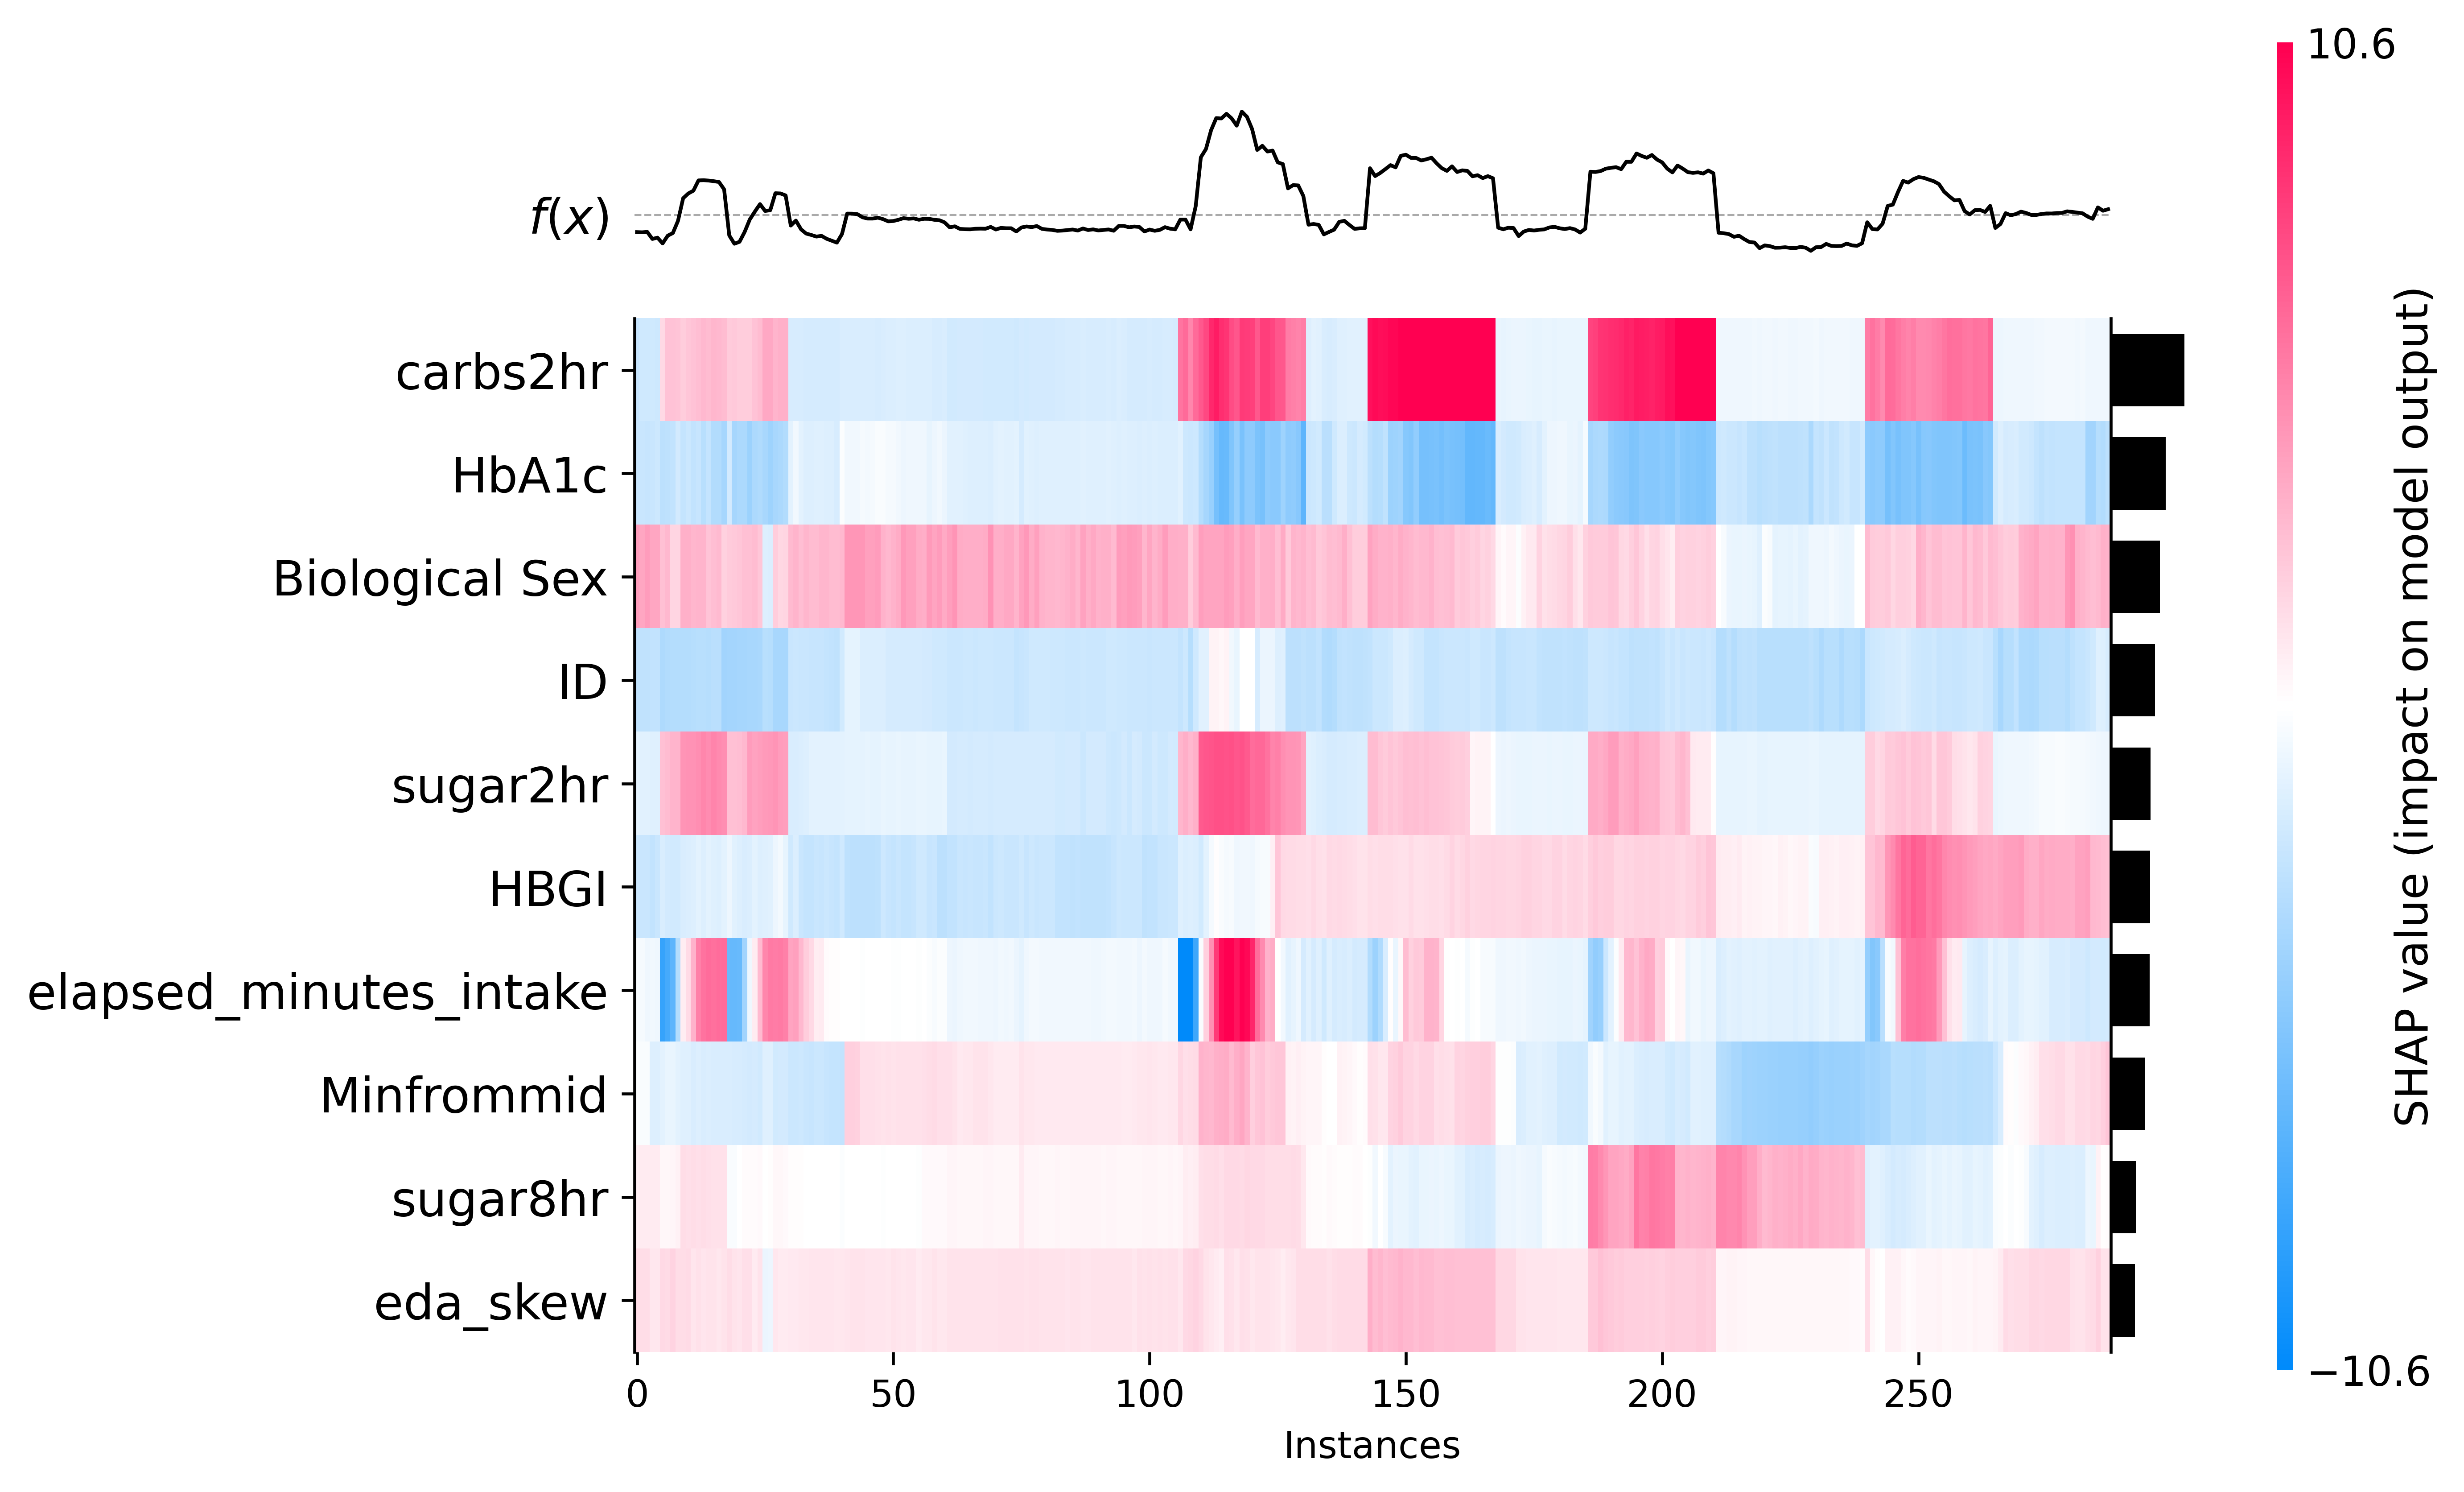 10.6
f(x)
carbs2hr
HbA1c
Biological Sex
ID
sugar2hr
HBGI
elapsed_minutes_intake
Minfrommid
sugar8hr
eda_skew
0 50 100 150 200 250
Instances
SHAP value (impact on model output)
−10.6